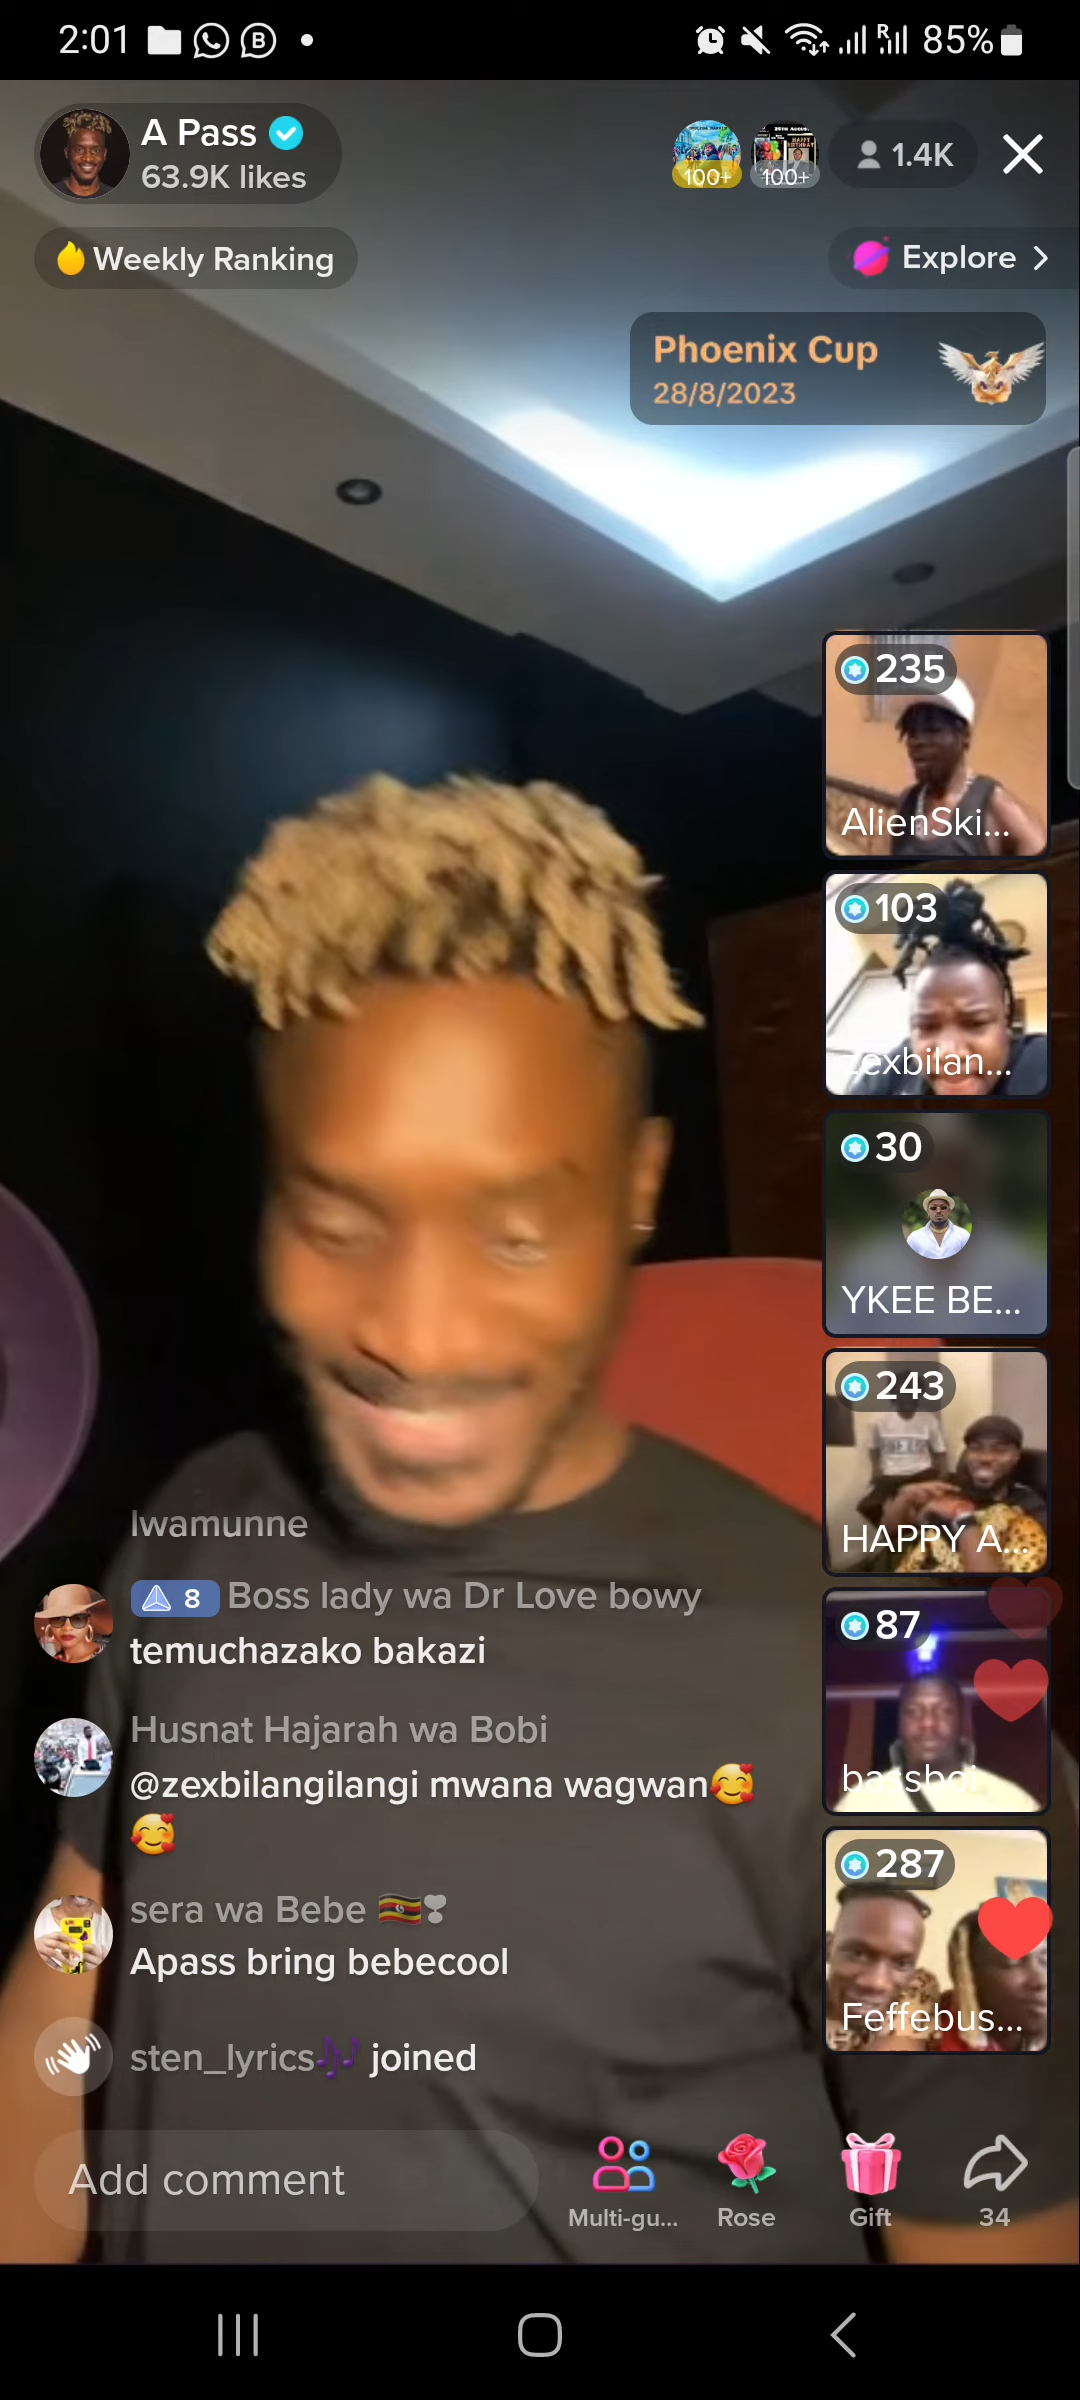 2:01
85%
A Pass
63.9K likes
100+
100+
1.4K
Weekly Ranking
Explore
Phoenix Cup
28/8/2023
235
AlienSki...
103
zexbilan...
30
YKEE BE...
243
HAPPY A...
87
bassboi
287
Feffebus...
lwamunne
8 Boss lady wa Dr Love bowy
temuchazako bakazi
Husnat Hajarah wa Bobi
@zexbilangilangi mwana wagwan🥰
🥰
sera wa Bebe 🇺🇬❣
Apass bring bebecool
sten_lyrics🎶 joined
Add comment
Multi-gu...
Rose
Gift
34